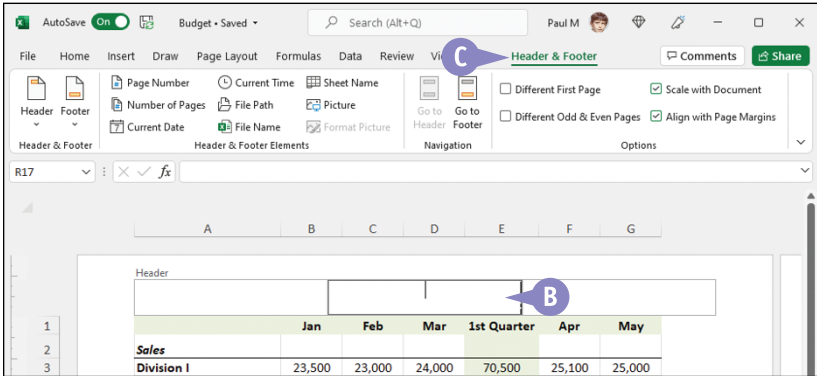 AutoSave On Budget • Saved Search (Alt+Q) Paul M
File Home Insert Draw Page Layout Formulas Data Review C Header & Footer Comments Share
Header Footer
Page Number Current Time Sheet Name
Number of Pages File Path Picture
Current Date File Name Format Picture
Go to Header Go to Footer
Different First Page Scale with Document
Different Odd & Even Pages Align with Page Margins
Header & Footer Header & Footer Elements Navigation Options
R17 fx
A B C D E F G
Header
B
1 Jan Feb Mar 1st Quarter Apr May
2 Sales
3 Division I 23,500 23,000 24,000 70,500 25,100 25,000